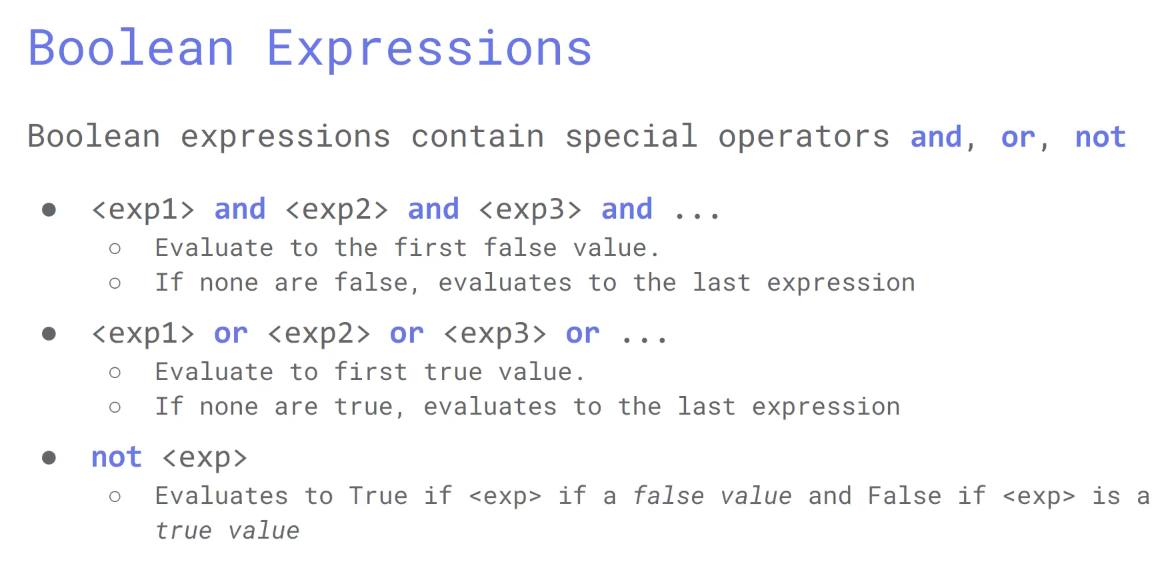 Boolean Expressions
Boolean expressions contain special operators and, or, not
● <exp1> and <exp2> and <exp3> and ...
○ Evaluate to the first false value.
○ If none are false, evaluates to the last expression
● <exp1> or <exp2> or <exp3> or ...
○ Evaluate to first true value.
○ If none are true, evaluates to the last expression
● not <exp>
○ Evaluates to True if <exp> if a false value and False if <exp> is a
true value